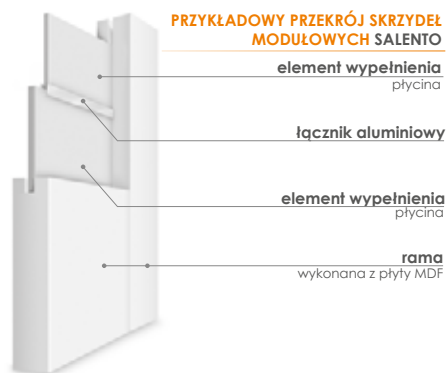 PRZYKŁADOWY PRZEKRÓJ SKRZYDEŁ
MODUŁOWYCH SALENTO
element wypełnienia
płycina
łącznik aluminiowy
element wypełnienia
płycina
rama
wykonana z płyty MDF